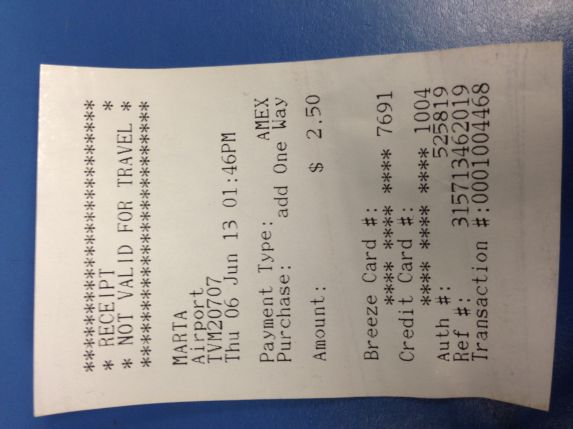 ******************************
* RECEIPT *
* NOT VALID FOR TRAVEL *
******************************
MARTA
Airport
TVM20707
Thu 06 Jun 13 01:46PM
Payment Type: AMEX
Purchase: add One Way
Amount: $ 2.50
Breeze Card #:
**** **** **** 7691
Credit Card #:
**** **** **** 1004
Auth #: 525819
Ref #: 315713462019
Transaction #:0001004468